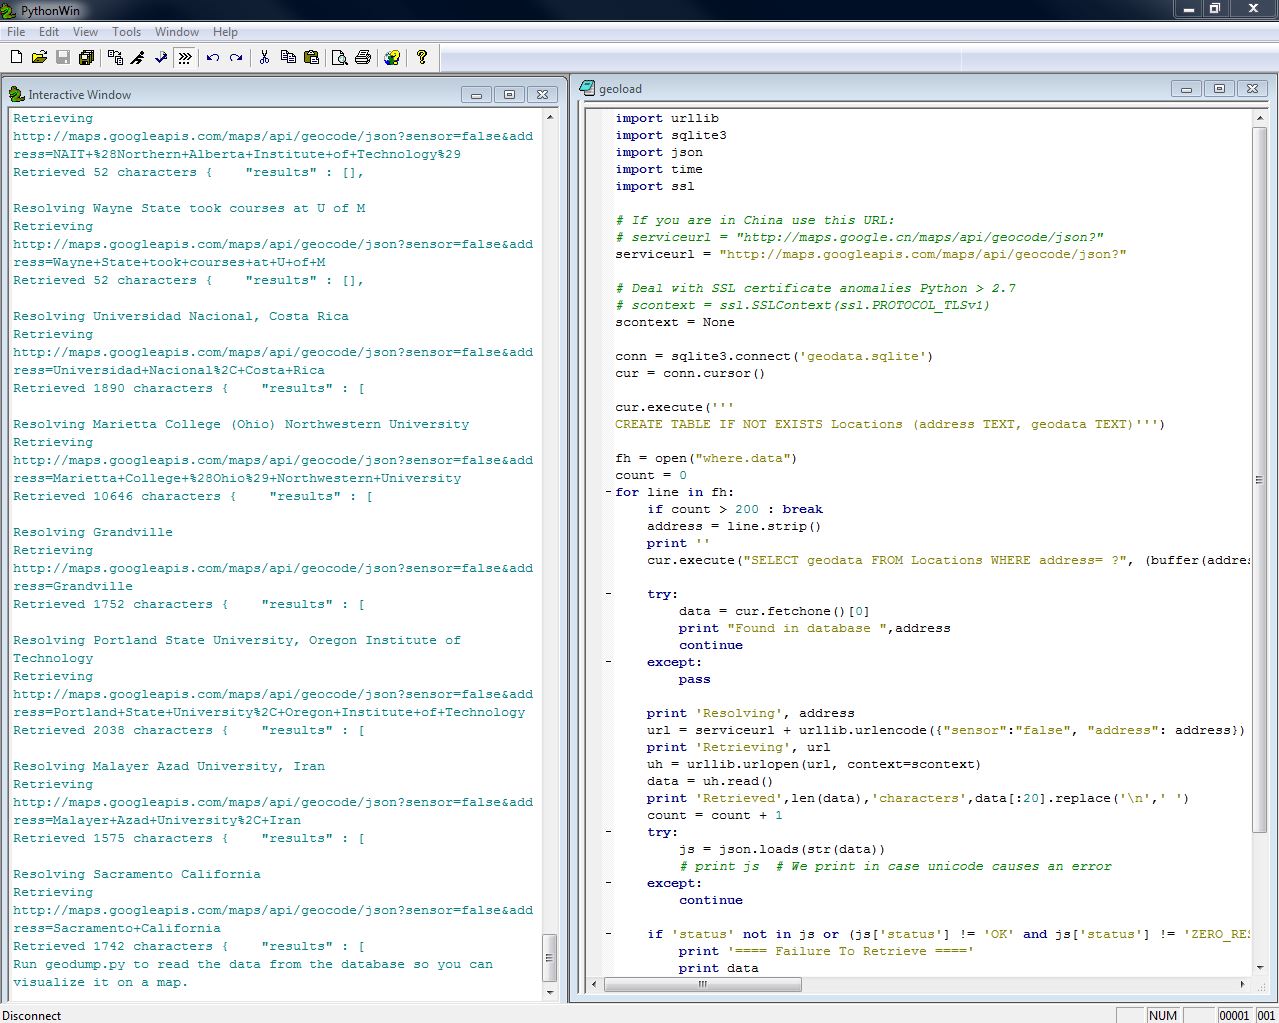 PythonWin
File Edit View Tools Window Help
Interactive Window
Retrieving
http://maps.googleapis.com/maps/api/geocode/json?sensor=false&add
ress=NAIT+%28Northern+Alberta+Institute+of+Technology%29
Retrieved 52 characters {    "results" : [],
Resolving Wayne State took courses at U of M
Retrieving
http://maps.googleapis.com/maps/api/geocode/json?sensor=false&add
ress=Wayne+State+took+courses+at+U+of+M
Retrieved 52 characters {    "results" : [],
Resolving Universidad Nacional, Costa Rica
Retrieving
http://maps.googleapis.com/maps/api/geocode/json?sensor=false&add
ress=Universidad+Nacional%2C+Costa+Rica
Retrieved 1890 characters {    "results" : [
Resolving Marietta College (Ohio) Northwestern University
Retrieving
http://maps.googleapis.com/maps/api/geocode/json?sensor=false&add
ress=Marietta+College+%28Ohio%29+Northwestern+University
Retrieved 10646 characters {    "results" : [
Resolving Grandville
Retrieving
http://maps.googleapis.com/maps/api/geocode/json?sensor=false&add
ress=Grandville
Retrieved 1752 characters {    "results" : [
Resolving Portland State University, Oregon Institute of
Technology
Retrieving
http://maps.googleapis.com/maps/api/geocode/json?sensor=false&add
ress=Portland+State+University%2C+Oregon+Institute+of+Technology
Retrieved 2038 characters {    "results" : [
Resolving Malayer Azad University, Iran
Retrieving
http://maps.googleapis.com/maps/api/geocode/json?sensor=false&add
ress=Malayer+Azad+University%2C+Iran
Retrieved 1575 characters {    "results" : [
Resolving Sacramento California
Retrieving
http://maps.googleapis.com/maps/api/geocode/json?sensor=false&add
ress=Sacramento+California
Retrieved 1742 characters {    "results" : [
Run geodump.py to read the data from the database so you can
visualize it on a map.
geoload
import urllib
import sqlite3
import json
import time
import ssl
# If you are in China use this URL:
# serviceurl = "http://maps.google.cn/maps/api/geocode/json?"
serviceurl = "http://maps.googleapis.com/maps/api/geocode/json?"
# Deal with SSL certificate anomalies Python > 2.7
# scontext = ssl.SSLContext(ssl.PROTOCOL_TLSv1)
scontext = None
conn = sqlite3.connect('geodata.sqlite')
cur = conn.cursor()
cur.execute('''
CREATE TABLE IF NOT EXISTS Locations (address TEXT, geodata TEXT)''')
fh = open("where.data")
count = 0
for line in fh:
    if count > 200 : break
    address = line.strip()
    print ''
    cur.execute("SELECT geodata FROM Locations WHERE address= ?", (buffer(addre
    try:
        data = cur.fetchone()[0]
        print "Found in database ",address
        continue
    except:
        pass
    print 'Resolving', address
    url = serviceurl + urllib.urlencode({"sensor":"false", "address": address})
    print 'Retrieving', url
    uh = urllib.urlopen(url, context=scontext)
    data = uh.read()
    print 'Retrieved',len(data),'characters',data[:20].replace('\n',' ')
    count = count + 1
    try:
        js = json.loads(str(data))
        # print js  # We print in case unicode causes an error
    except:
        continue
    if 'status' not in js or (js['status'] != 'OK' and js['status'] != 'ZERO_RES
        print '==== Failure To Retrieve ===='
        print data
Disconnect
NUM
00001 001